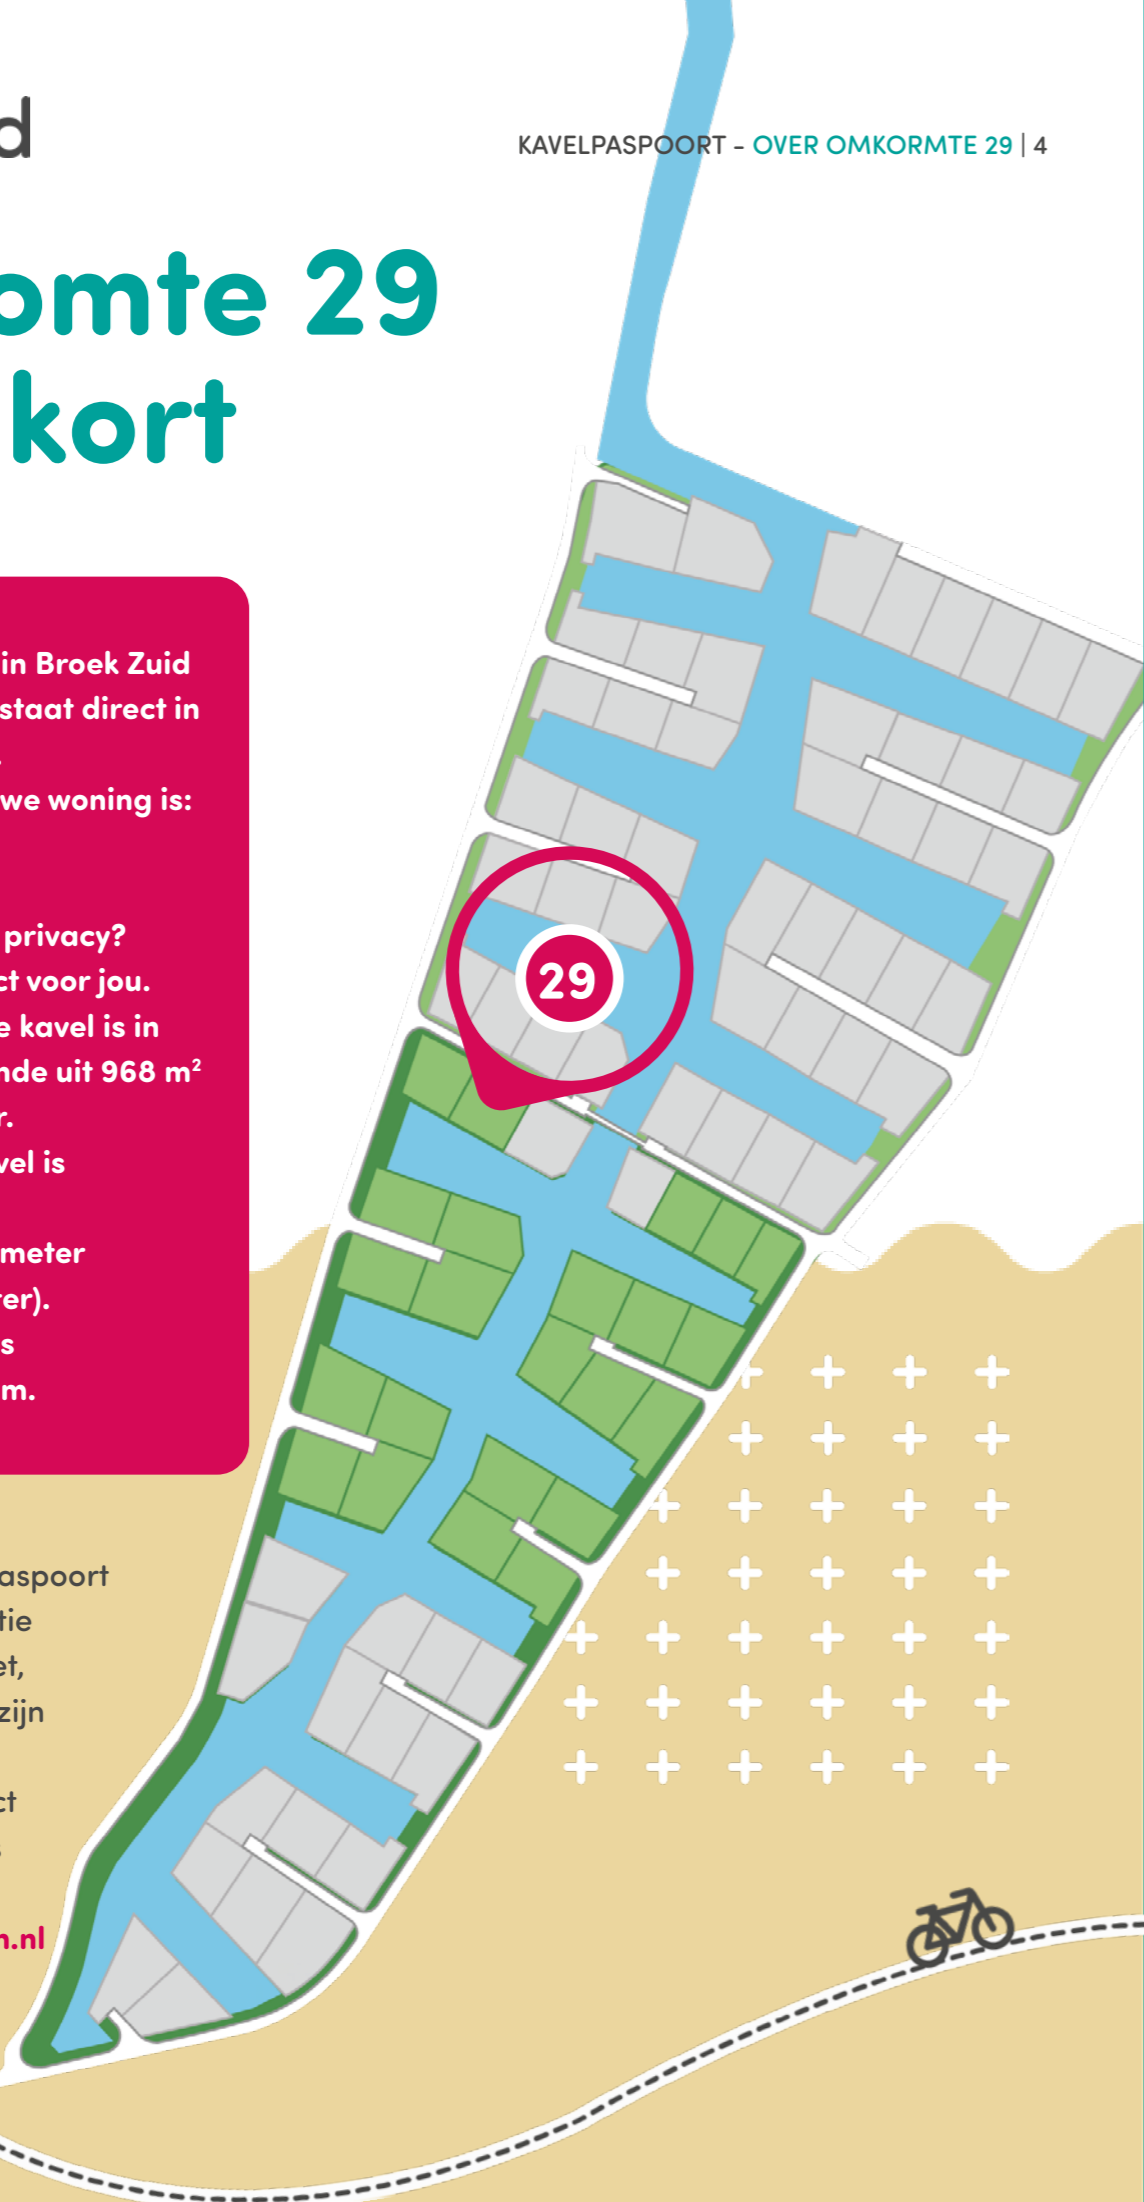 d
KAVELPASPOORT - OVER OMKORMTE 29 | 4
omte 29
kort
in Broek Zuid
staat direct in
.
we woning is:
privacy?
ct voor jou.
e kavel is in
nde uit 968 m²
r.
vel is
meter
ter).
s
m.
aspoort
tie
et,
zijn
ct
s
n.nl
29